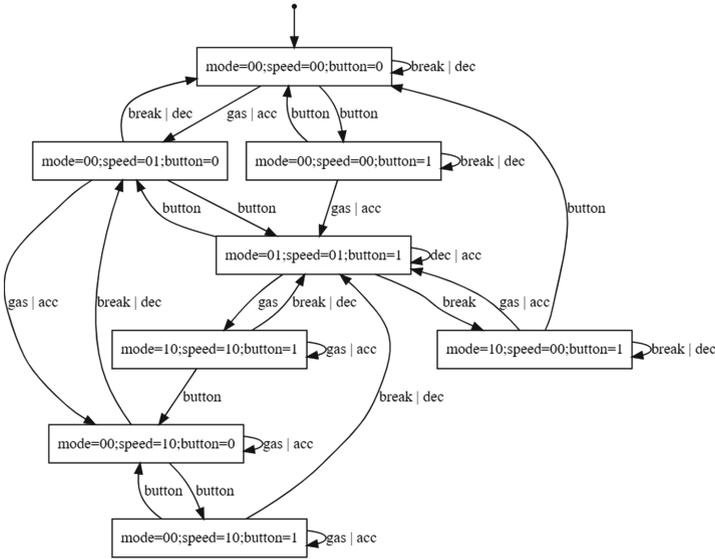 mode=00;speed=00;button=0
break | dec
break | dec
gas | acc
button
button
mode=00;speed=01;button=0
mode=00;speed=00;button=1
break | dec
button
button
gas | acc
button
mode=01;speed=01;button=1
dec | acc
gas | acc
break | dec
gas
break | dec
break
gas | acc
mode=10;speed=10;button=1
gas | acc
mode=10;speed=00;button=1
break | dec
button
break | dec
mode=00;speed=10;button=0
gas | acc
button
button
mode=00;speed=10;button=1
gas | acc